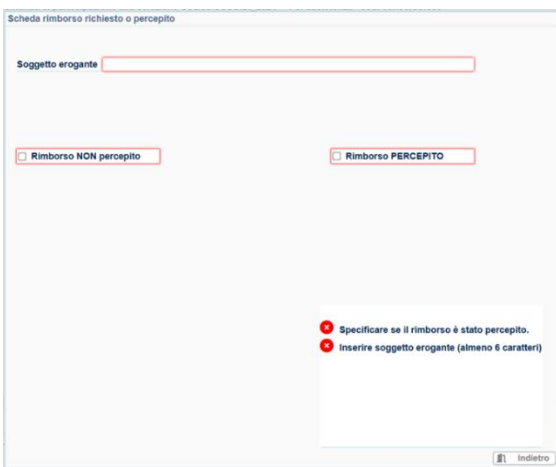 Scheda rimborso richiesto o percepito
Soggetto erogante
Rimborso NON percepito
Rimborso PERCEPITO
Specificare se il rimborso è stato percepito.
Inserire soggetto erogante (almeno 6 caratteri)
Indietro